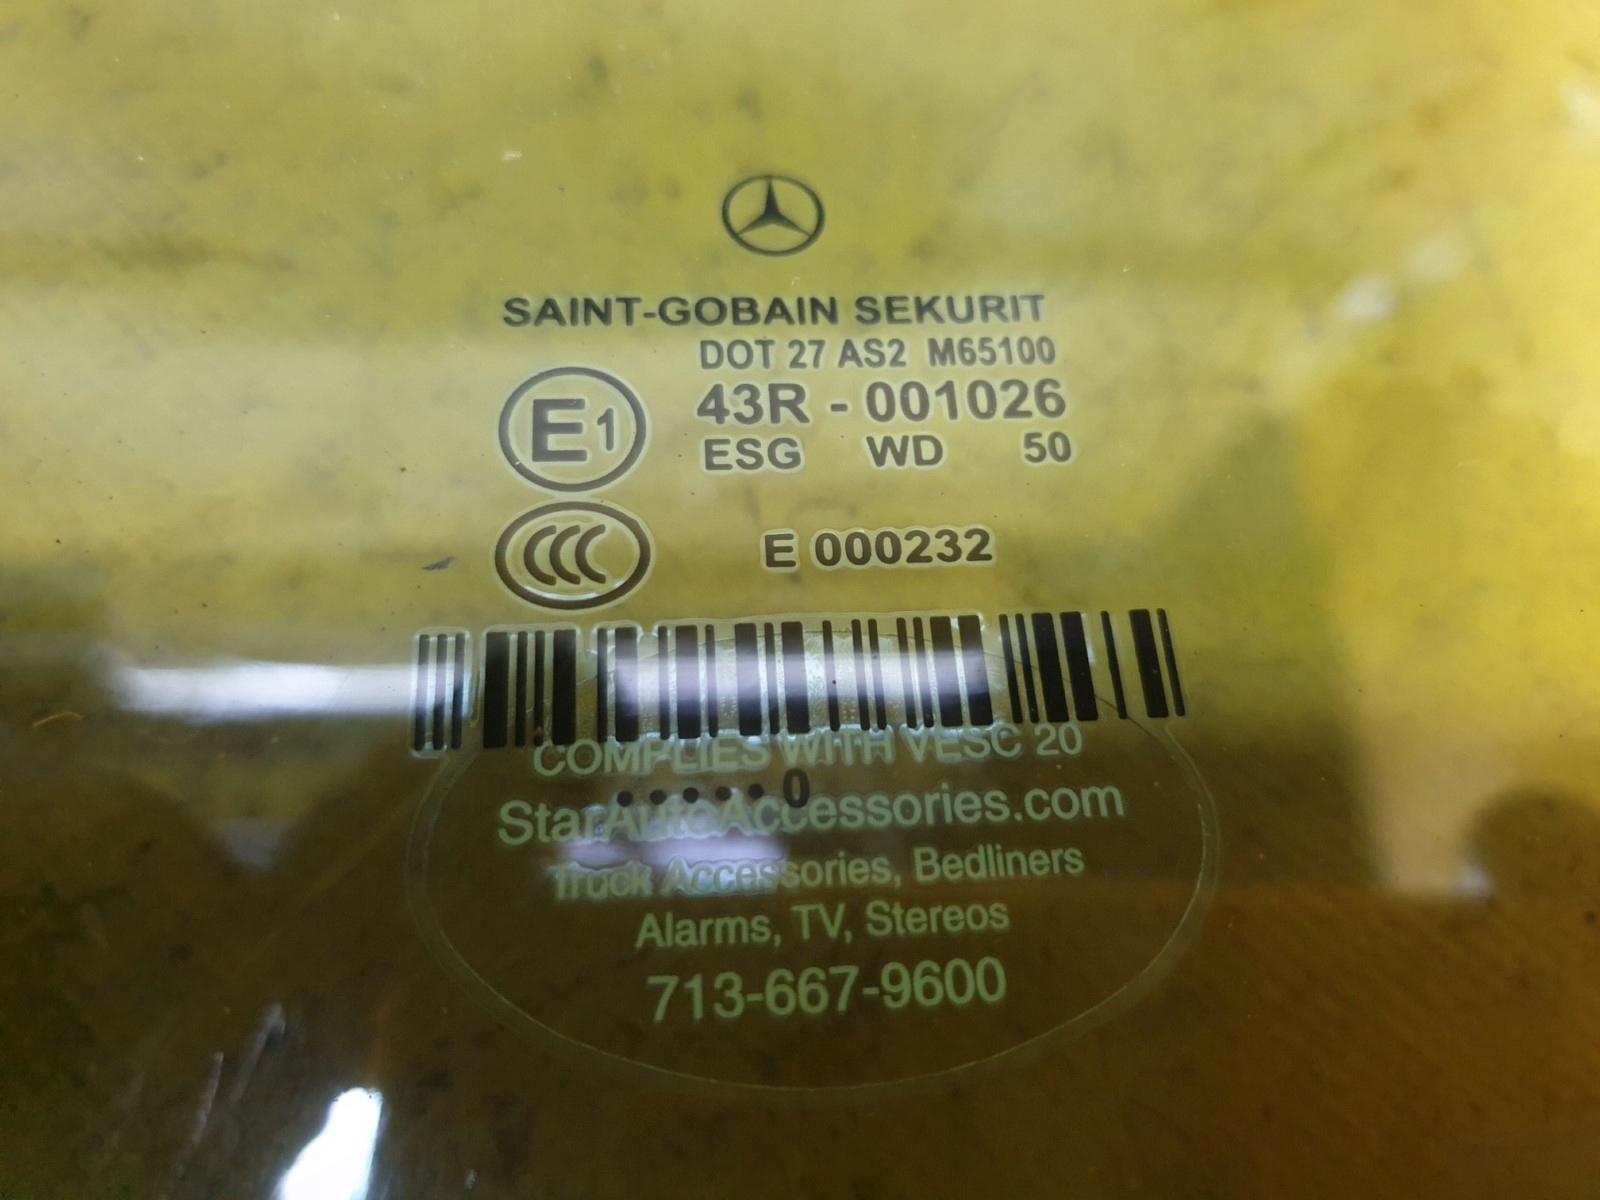 SAINT-GOBAIN SEKURIT
DOT 27 AS2 M65100
43R - 001026
E1
ESG WD 50
CCC
E 000232
COMPLIES WITH VESC 20
.....0
StarAutoAccessories.com
Truck Accessories, Bedliners
Alarms, TV, Stereos
713-667-9600